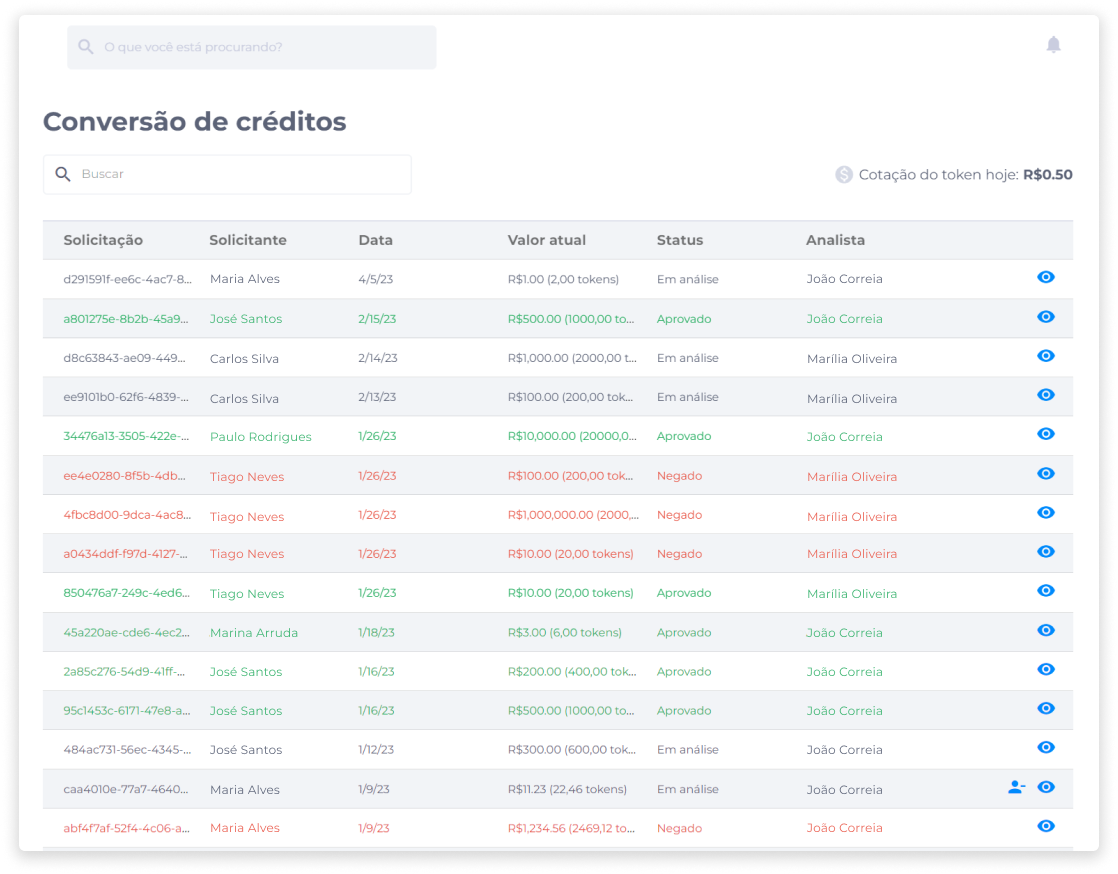 O que você está procurando?
Conversão de créditos
Buscar
Cotação do token hoje: R$0.50
Solicitação Solicitante Data Valor atual Status Analista
d291591f-ee6c-4ac7-8... Maria Alves 4/5/23 R$1.00 (2,00 tokens) Em análise João Correia
a801275e-8b2b-45a9... José Santos 2/15/23 R$500.00 (1000,00 to... Aprovado João Correia
d8c63843-ae09-449... Carlos Silva 2/14/23 R$1,000.00 (2000,00 t... Em análise Marília Oliveira
ee9101b0-62f6-4839-... Carlos Silva 2/13/23 R$100.00 (200,00 tok... Em análise Marília Oliveira
34476a13-3505-422e-... Paulo Rodrigues 1/26/23 R$10,000.00 (20000,0... Aprovado João Correia
ee4e0280-8f5b-4db... Tiago Neves 1/26/23 R$100.00 (200,00 tok... Negado Marília Oliveira
4fbc8d00-9dca-4ac8... Tiago Neves 1/26/23 R$1,000,000.00 (2000,... Negado Marília Oliveira
a0434ddf-f97d-4127-... Tiago Neves 1/26/23 R$10.00 (20,00 tokens) Negado Marília Oliveira
850476a7-249c-4ed6... Tiago Neves 1/26/23 R$10.00 (20,00 tokens) Aprovado Marília Oliveira
45a220ae-cde6-4ec2... Marina Arruda 1/18/23 R$3.00 (6,00 tokens) Aprovado João Correia
2a85c276-54d9-41ff-... José Santos 1/16/23 R$200.00 (400,00 tok... Aprovado João Correia
95c1453c-6171-47e8-a... José Santos 1/16/23 R$500.00 (1000,00 to... Aprovado João Correia
484ac731-56ec-4345-... José Santos 1/12/23 R$300.00 (600,00 tok... Em análise João Correia
caa4010e-77a7-4640... Maria Alves 1/9/23 R$11.23 (22,46 tokens) Em análise João Correia
abf4f7af-52f4-4c06-a... Maria Alves 1/9/23 R$1,234.56 (2469,12 to... Negado João Correia